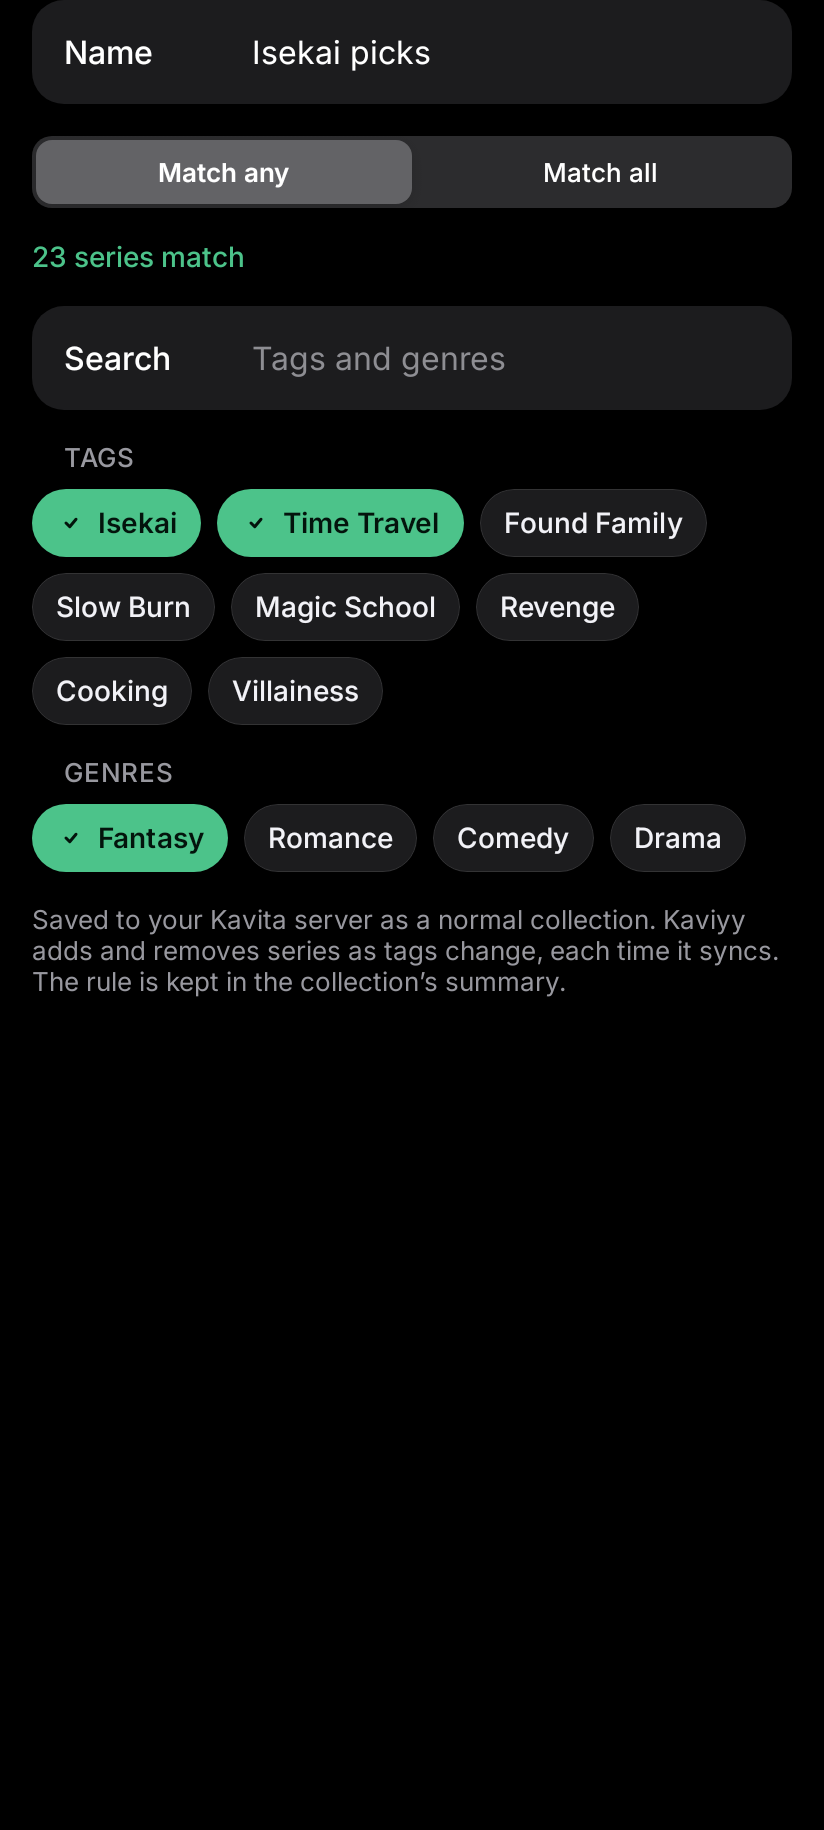 Name Isekai picks
Match any Match all
23 series match
Search Tags and genres
TAGS
Isekai Time Travel Found Family
Slow Burn Magic School Revenge
Cooking Villainess
GENRES
Fantasy Romance Comedy Drama
Saved to your Kavita server as a normal collection. Kaviyy
adds and removes series as tags change, each time it syncs.
The rule is kept in the collection’s summary.